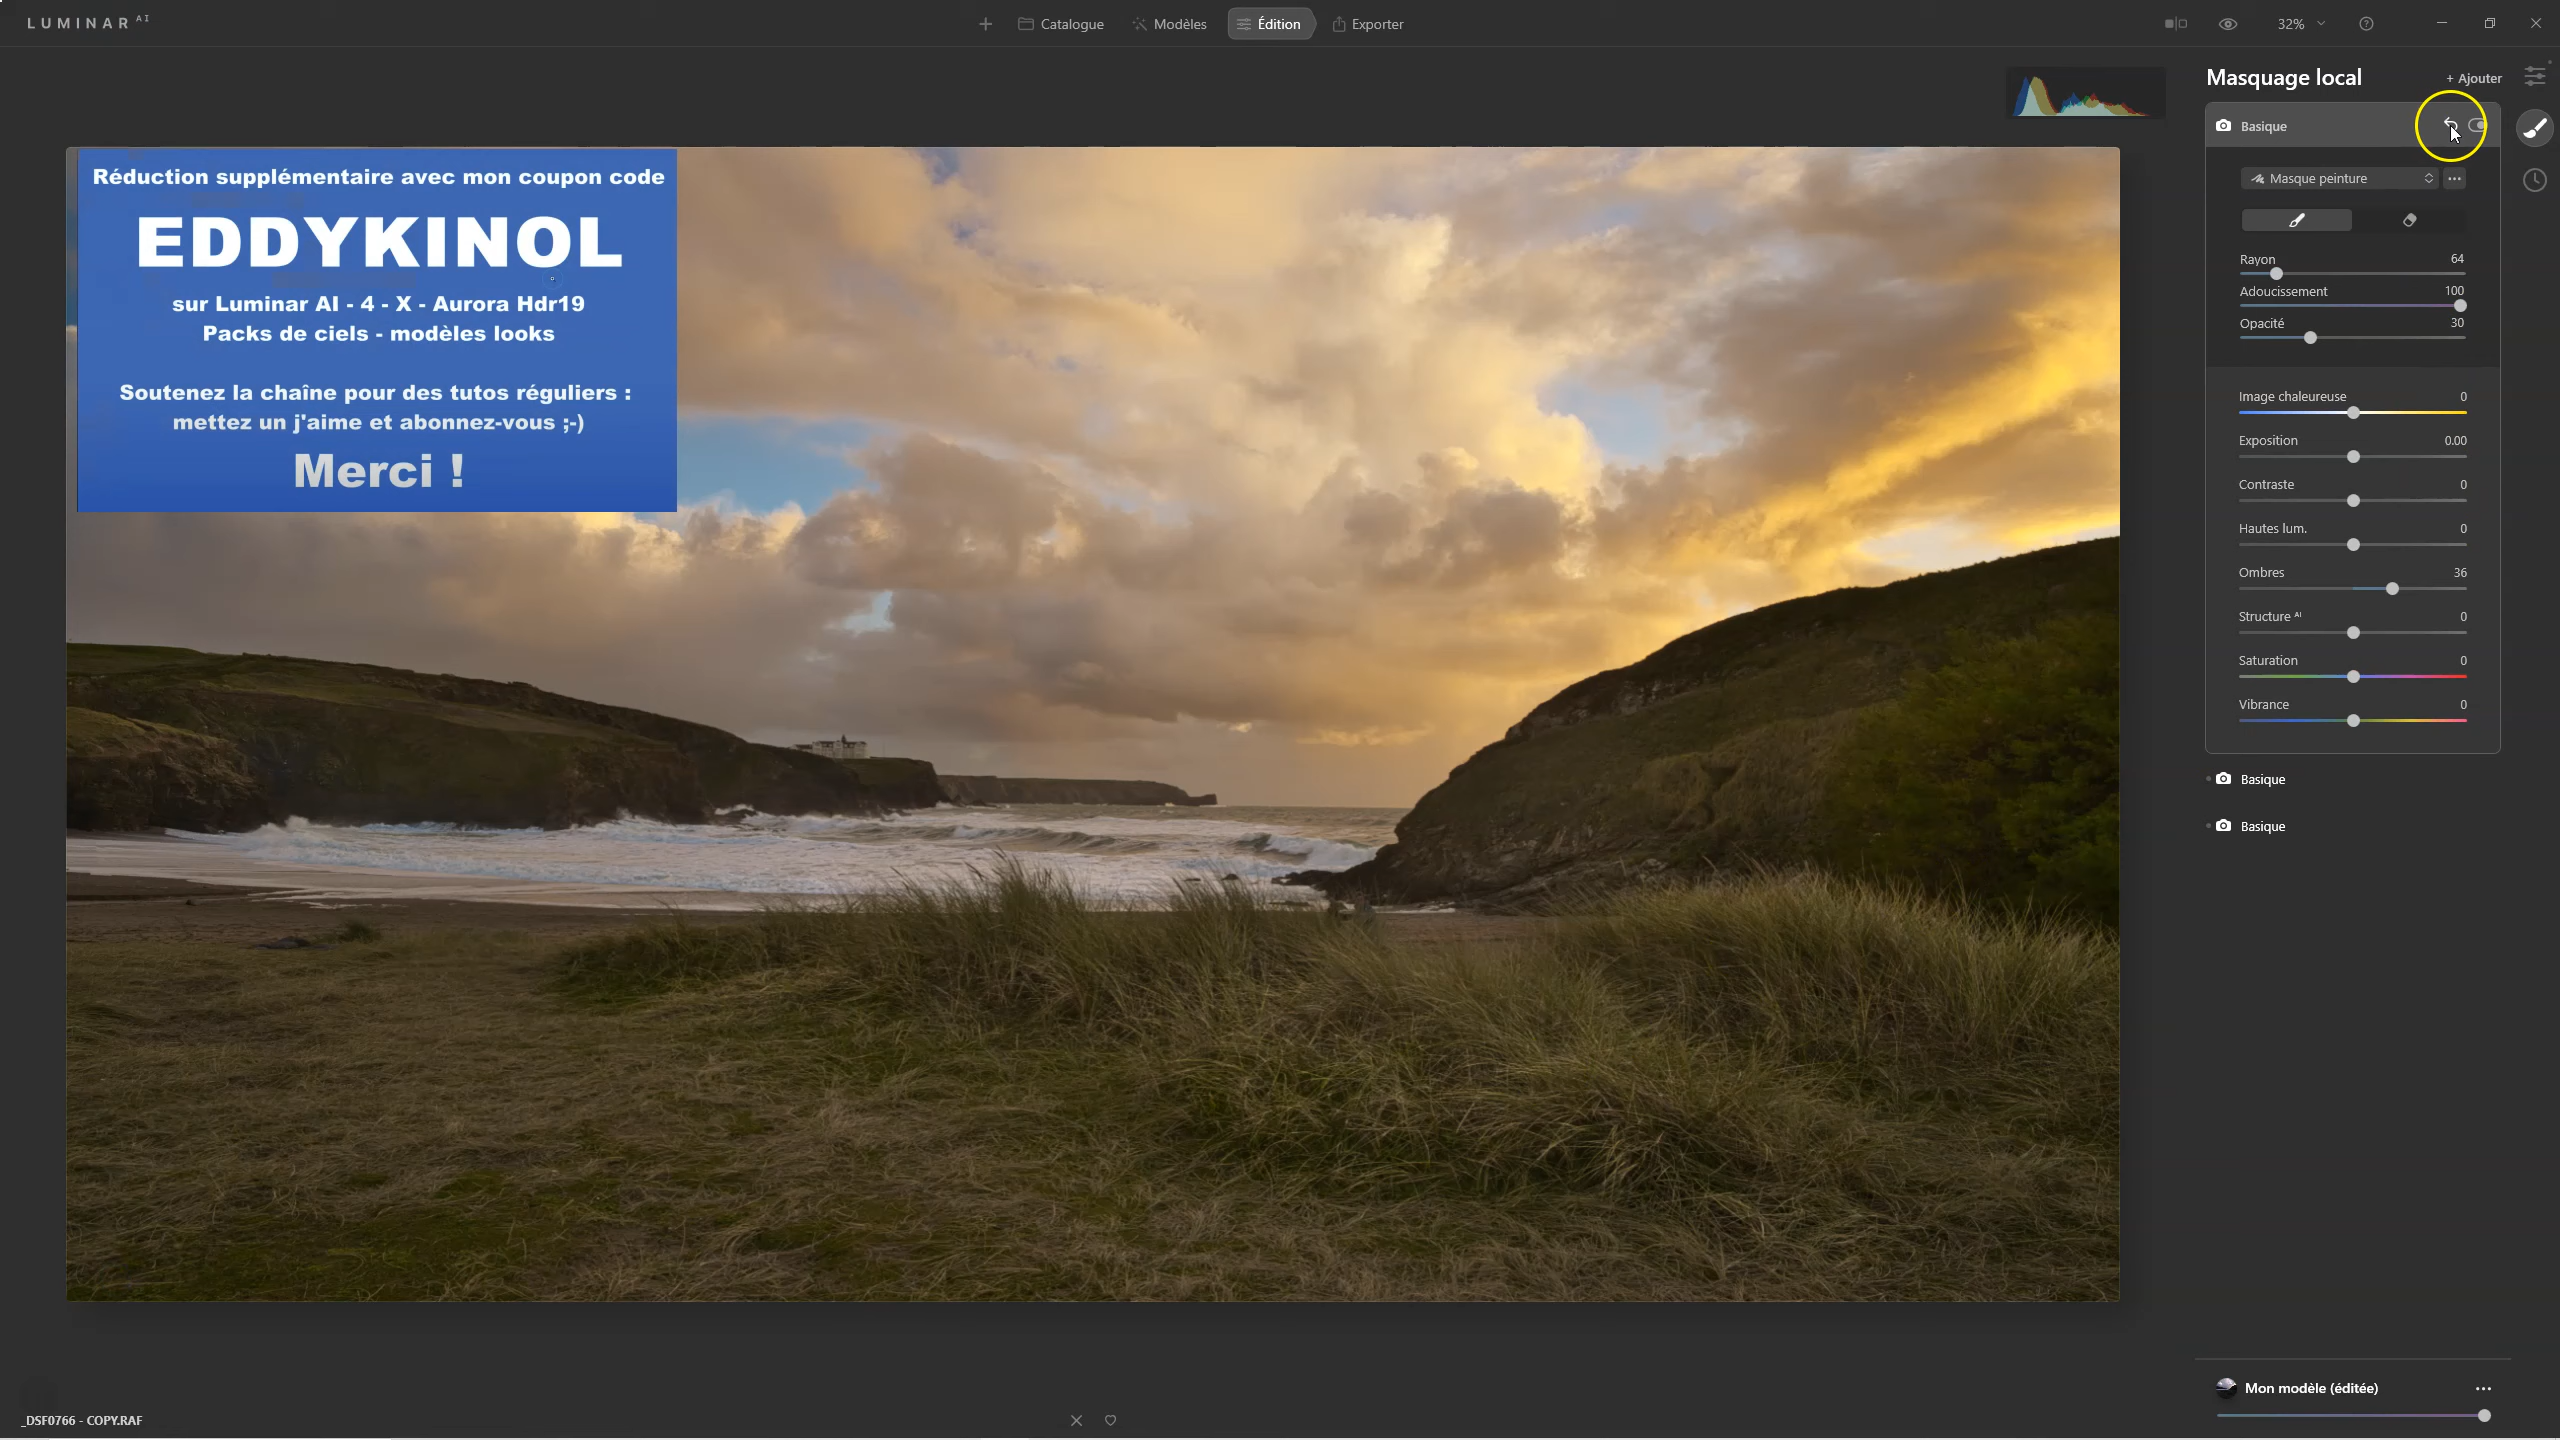 LUMINAR AI
Catalogue
Modèles
Édition
Exporter
32%
Masquage local
+ Ajouter
Basique
Masque peinture
Rayon 64
Adoucissement 100
Opacité 30
Image chaleureuse 0
Exposition 0.00
Contraste 0
Hautes lum. 0
Ombres 36
Structure AI 0
Saturation 0
Vibrance 0
Basique
Basique
Réduction supplémentaire avec mon coupon code
EDDYKINOL
sur Luminar AI - 4 - X - Aurora Hdr19
Packs de ciels - modèles looks
Soutenez la chaîne pour des tutos réguliers :
mettez un j'aime et abonnez-vous ;-)
Merci !
Mon modèle (éditée)
_DSF0766 - COPY.RAF